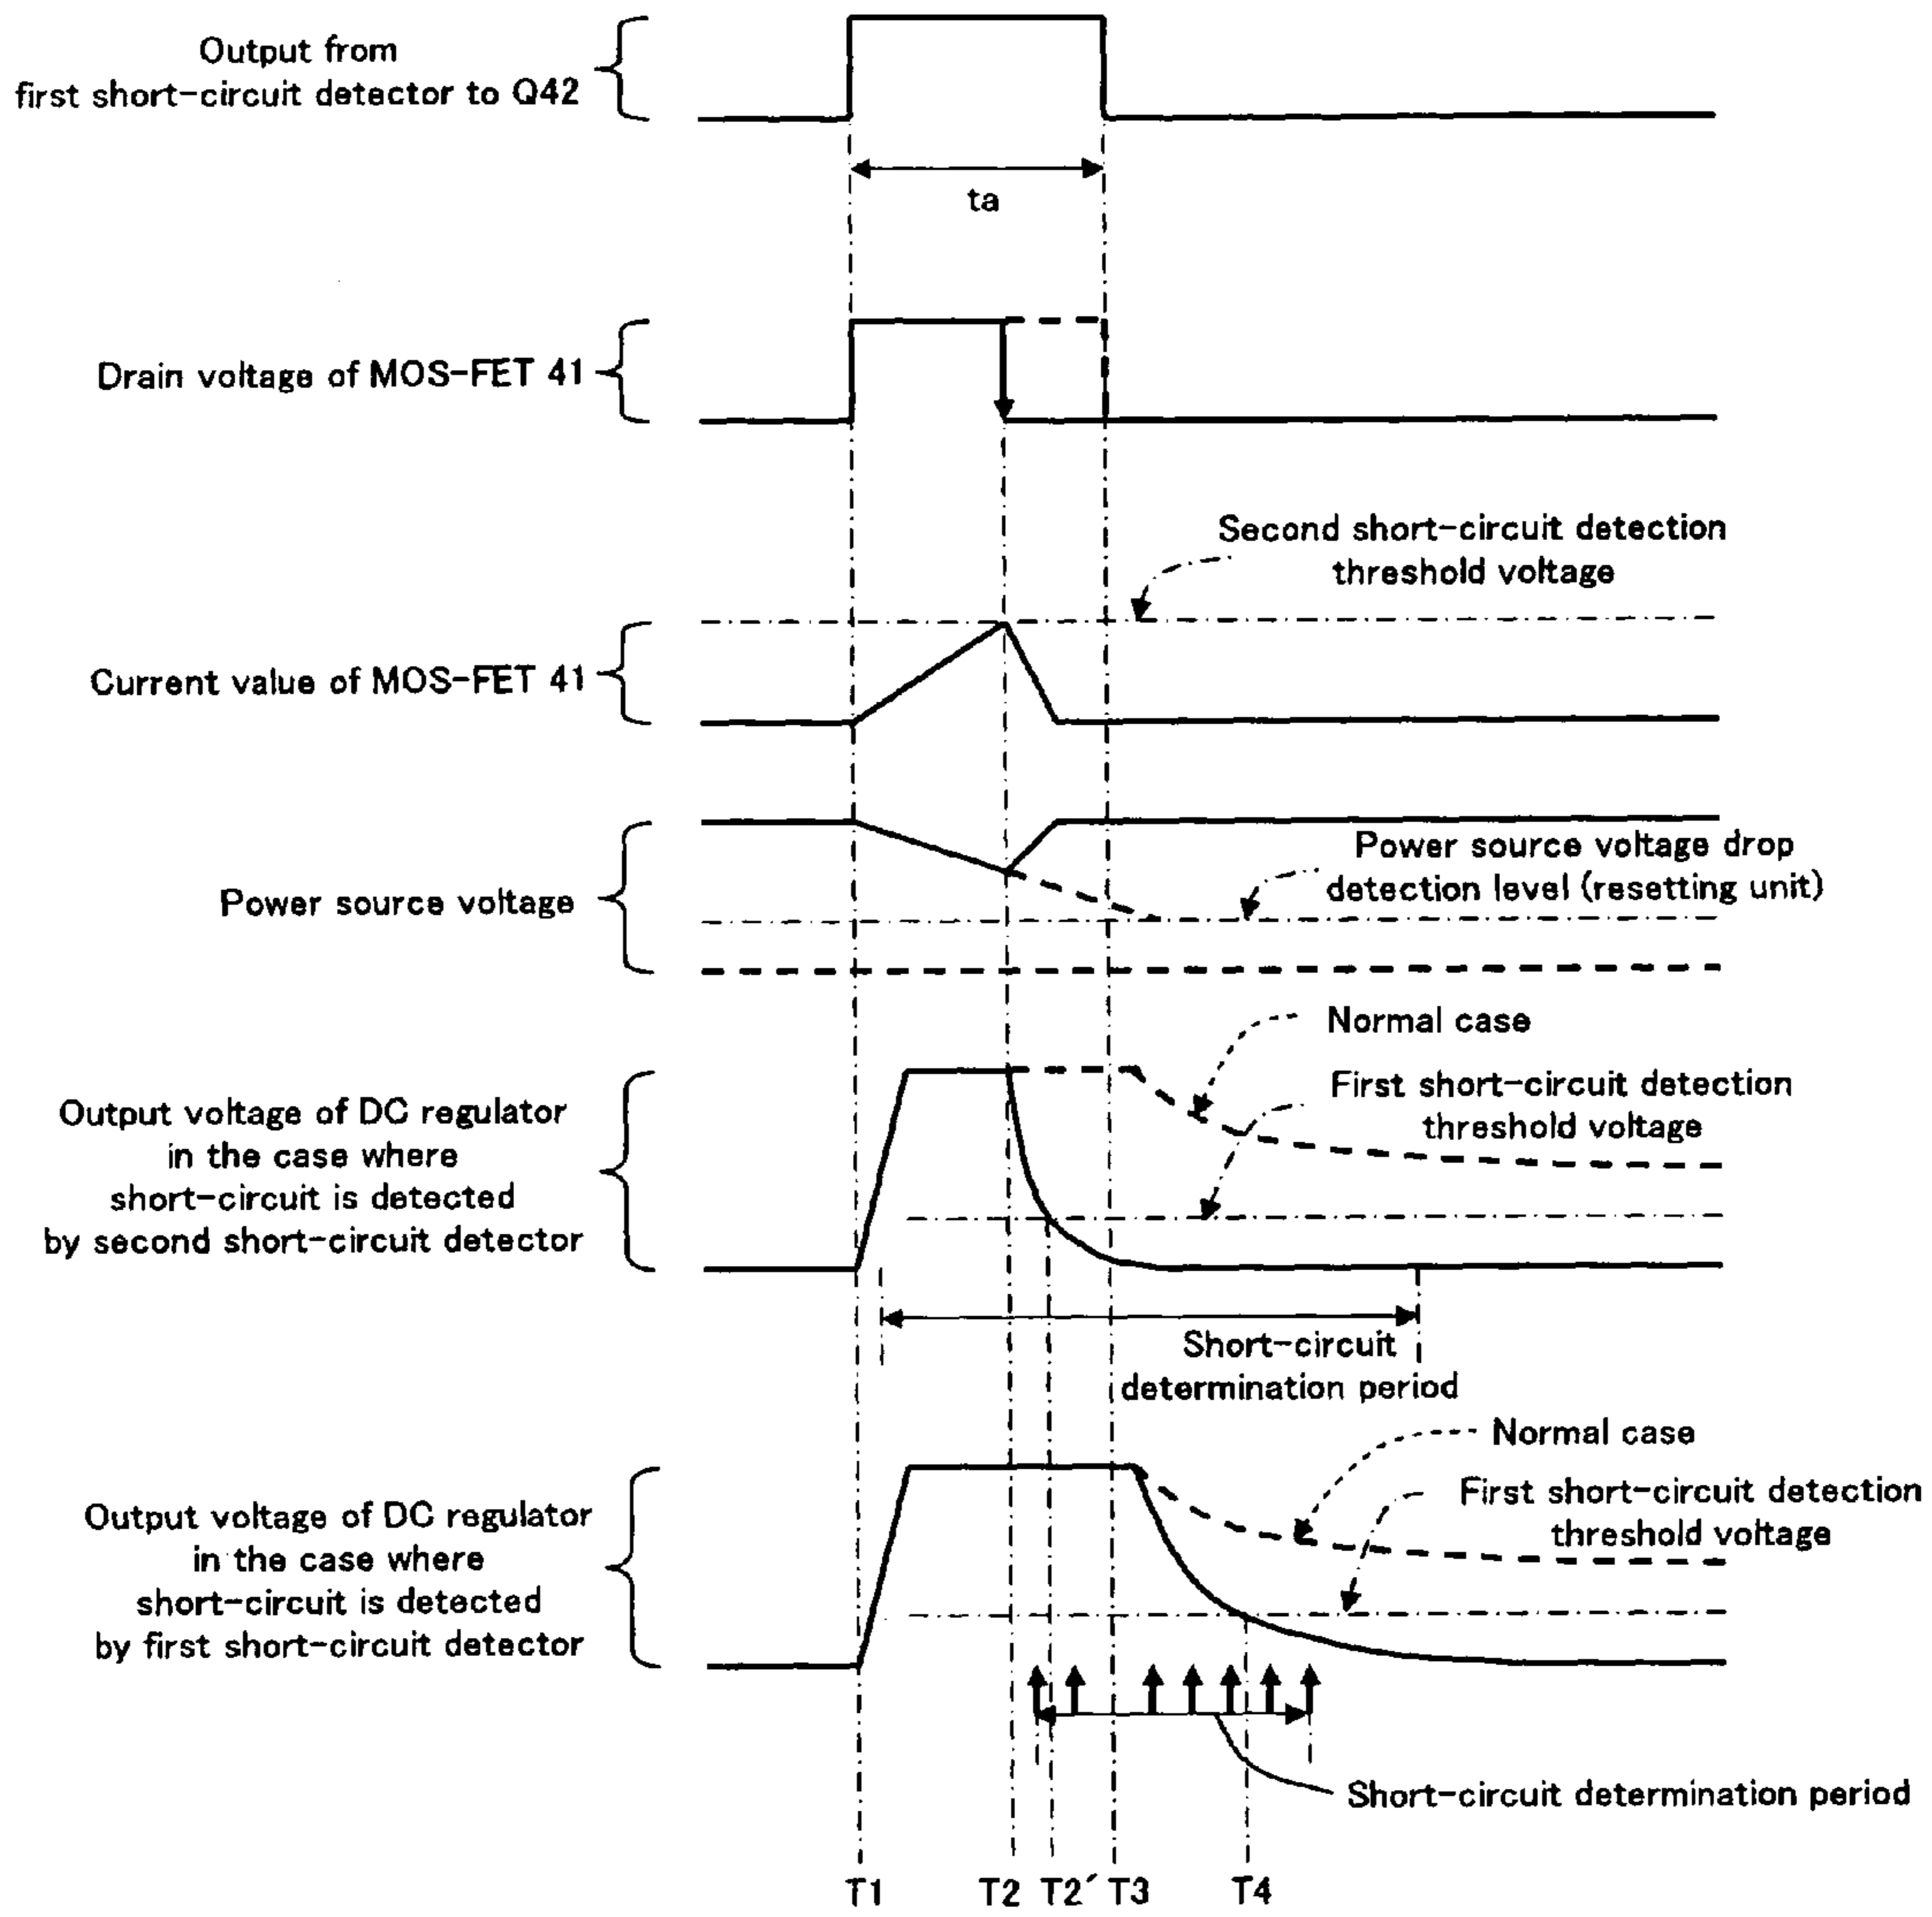 Output from
first short-circuit detector to Q42
ta
Drain voltage of MOS-FET 41
Second short-circuit detection
threshold voltage
Current value of MOS-FET 41
Power source voltage drop
detection level (resetting unit)
Power source voltage
Normal case
First short-circuit detection
threshold voltage
Output voltage of DC regulator
in the case where
short-circuit is detected
by second short-circuit detector
Short-circuit
determination period
Normal case
First short-circuit detection
threshold voltage
Output voltage of DC regulator
in the case where
short-circuit is detected
by first short-circuit detector
Short-circuit determination period
T1 T2 T2´ T3 T4